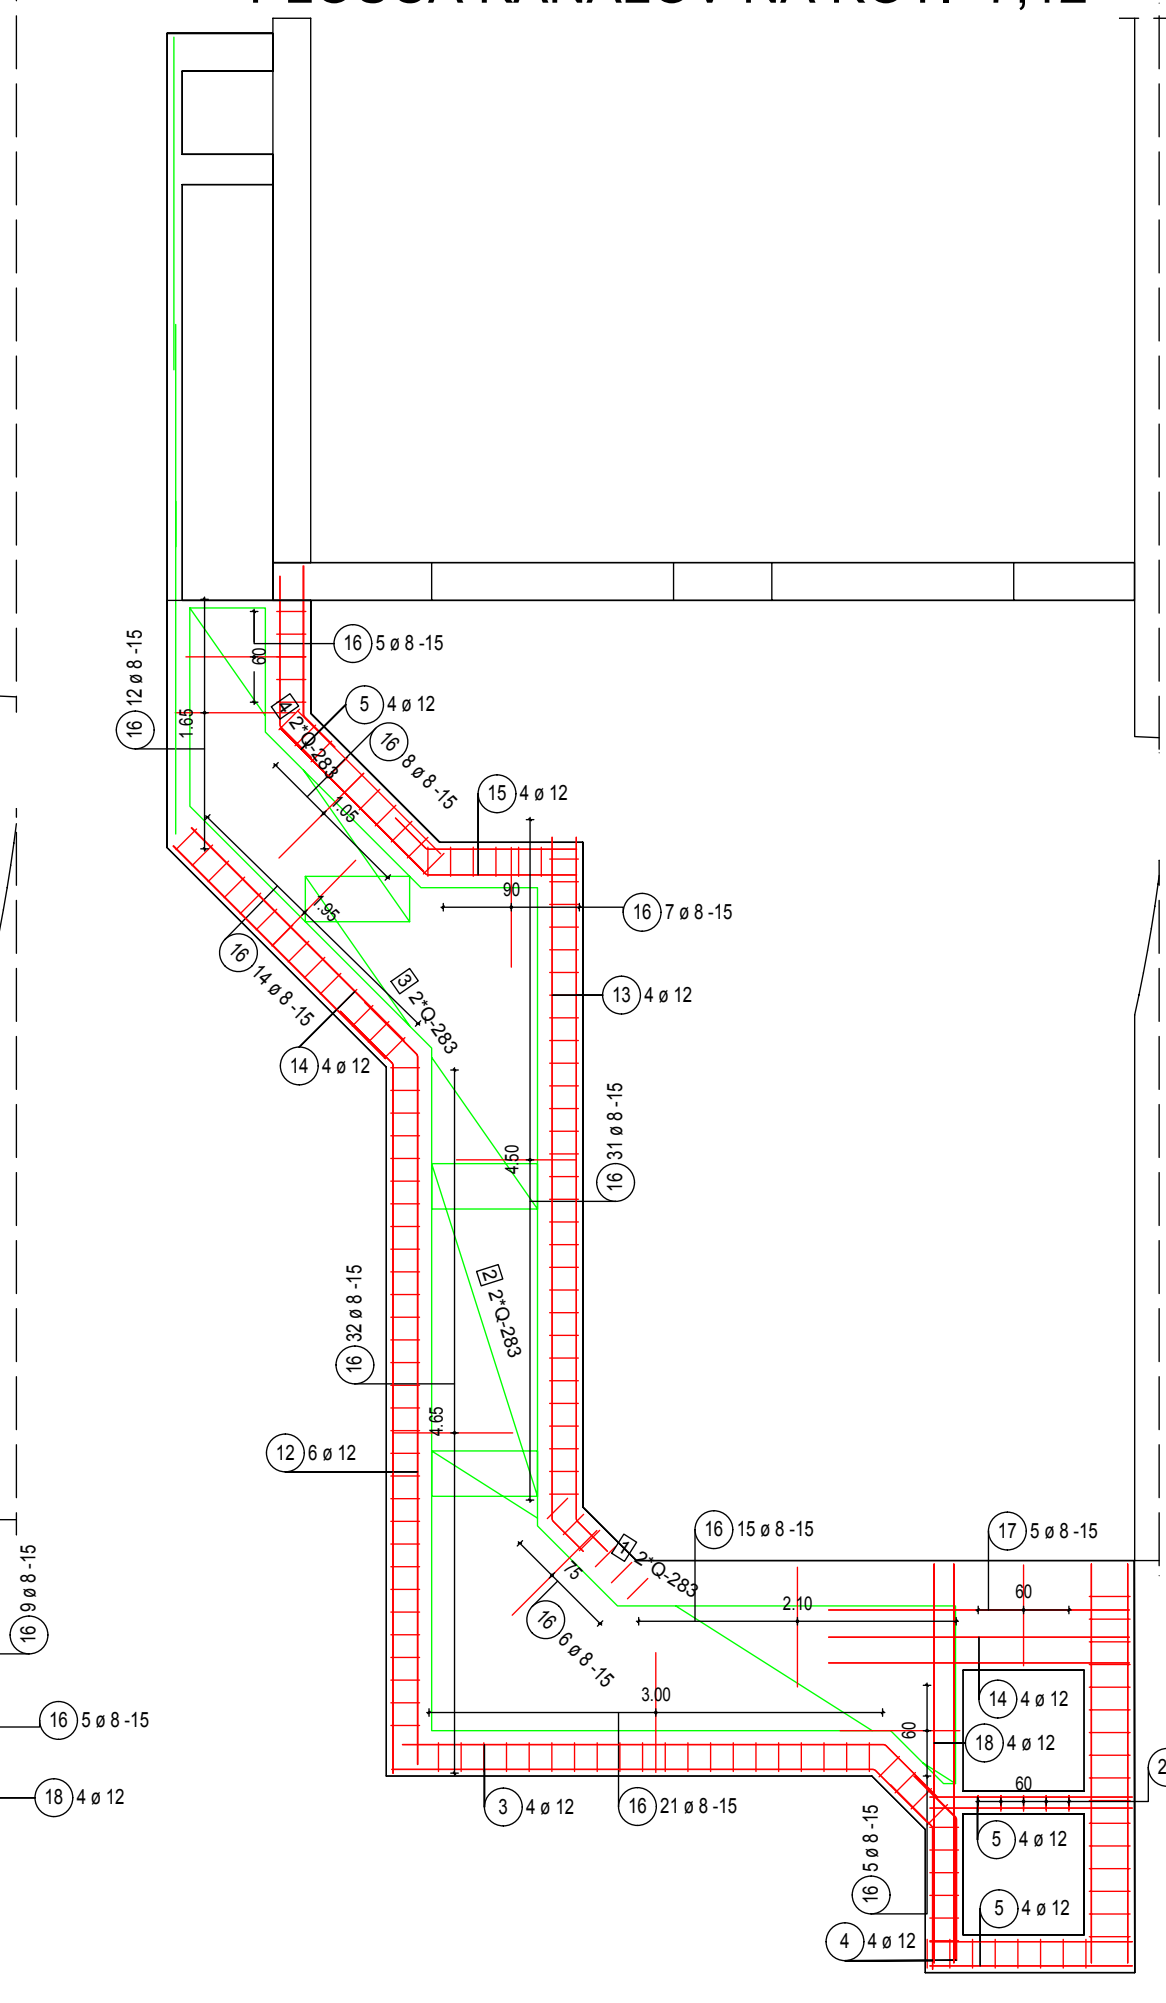 16 5 ø 8 -15
60
16 12 ø 8 -15
1.65
5 4 ø 12
4 2*Q-283
16 8 ø 8 -15
1.05
15 4 ø 12
90
16 7 ø 8 -15
1.95
16 14 ø 8 -15
3 2*Q-283
13 4 ø 12
14 4 ø 12
16 31 ø 8 -15
4.50
2 2*Q-283
16 32 ø 8 -15
4.65
12 6 ø 12
16 15 ø 8 -15
17 5 ø 8 -15
1 2*Q-283
75
60
2.10
16 9 ø 8 -15
16 6 ø 8 -15
3.00
14 4 ø 12
16 5 ø 8 -15
60
18 4 ø 12
60
18 4 ø 12
3 4 ø 12
16 21 ø 8 -15
5 4 ø 12
16 5 ø 8 -15
5 4 ø 12
4 4 ø 12